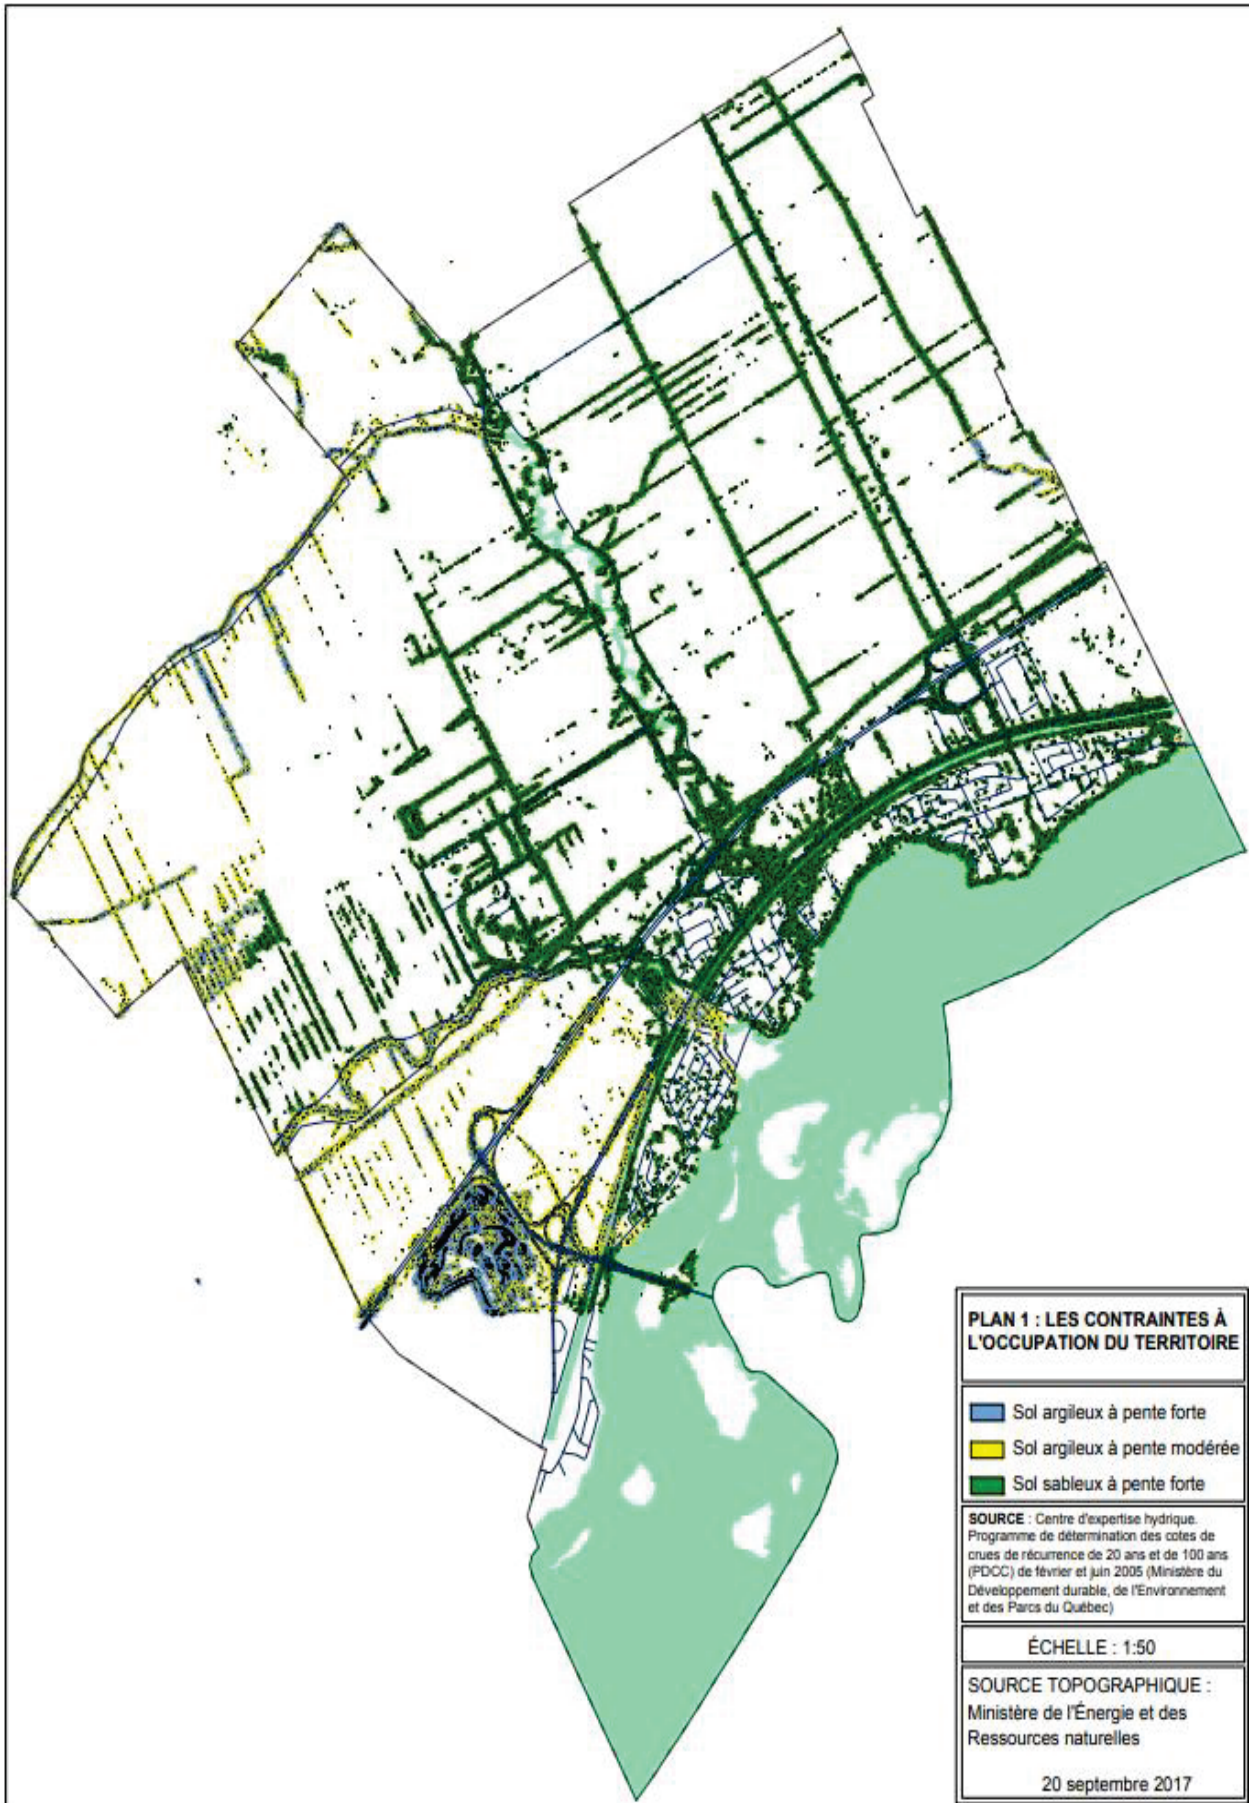 PLAN 1 : LES CONTRAINTES À
L'OCCUPATION DU TERRITOIRE
Sol argileux à pente forte
Sol argileux à pente modérée
Sol sableux à pente forte
SOURCE : Centre d'expertise hydrique.
Programme de détermination des cotes de
crues de récurrence de 20 ans et de 100 ans
(PDCC) de février et juin 2005 (Ministère du
Développement durable, de l'Environnement
et des Parcs du Québec)
ÉCHELLE : 1:50
SOURCE TOPOGRAPHIQUE :
Ministère de l'Énergie et des
Ressources naturelles
20 septembre 2017